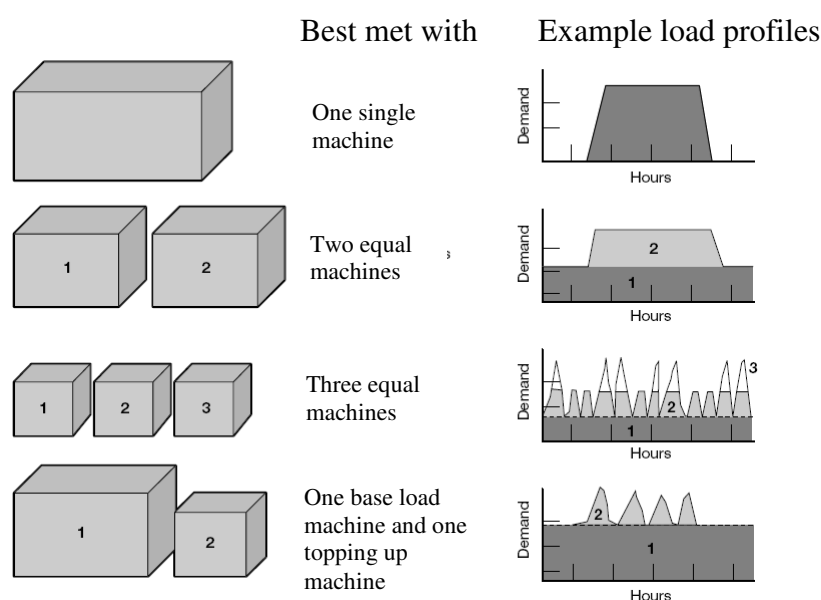 Best met with
Example load profiles
One single
machine
Demand
Hours
1
2
Two equal
machines
s
Demand
2
1
Hours
1
2
3
Three equal
machines
Demand
3
2
1
Hours
1
2
One base load
machine and one
topping up
machine
Demand
2
1
Hours